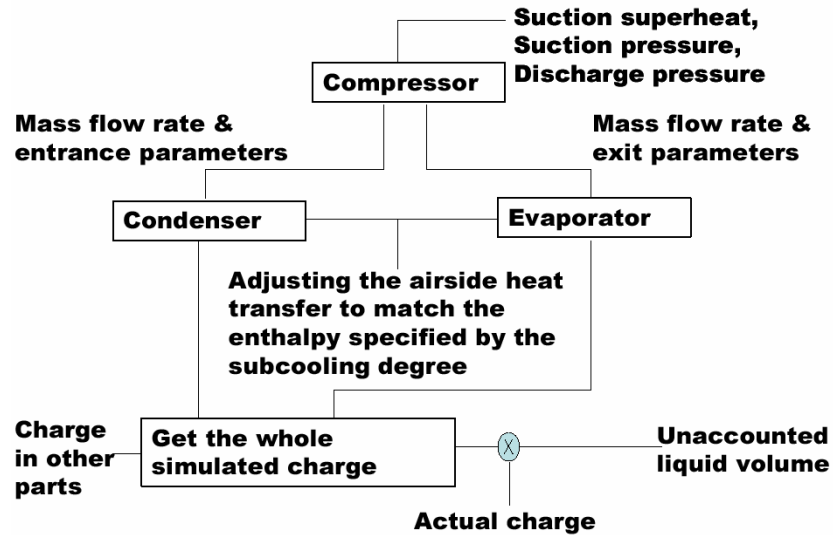 Suction superheat,
Suction pressure,
Discharge pressure
Compressor
Mass flow rate &
entrance parameters
Mass flow rate &
exit parameters
Condenser
Evaporator
Adjusting the airside heat
transfer to match the
enthalpy specified by the
subcooling degree
Charge
in other
parts
Get the whole
simulated charge
X
Unaccounted
liquid volume
Actual charge